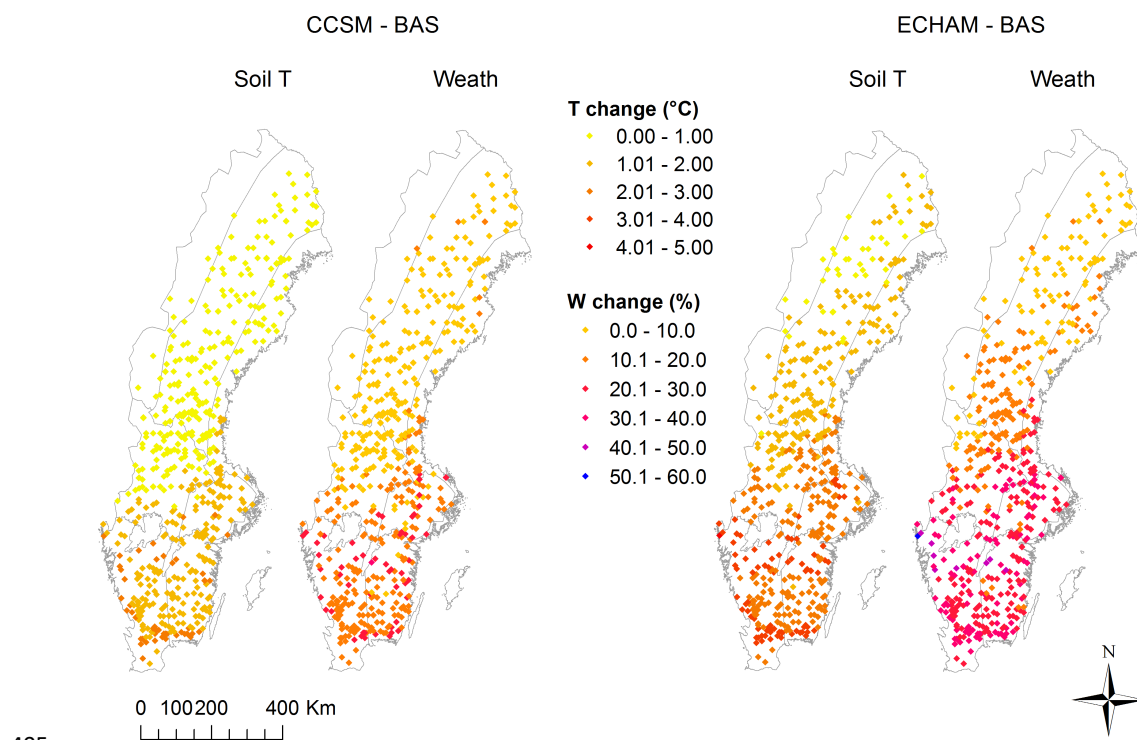 CCSM - BAS
ECHAM - BAS
Soil T
Weath
Soil T
Weath
T change (°C)
0.00 - 1.00
1.01 - 2.00
2.01 - 3.00
3.01 - 4.00
4.01 - 5.00
W change (%)
0.0 - 10.0
10.1 - 20.0
20.1 - 30.0
30.1 - 40.0
40.1 - 50.0
50.1 - 60.0
N
0 100 200 400 Km